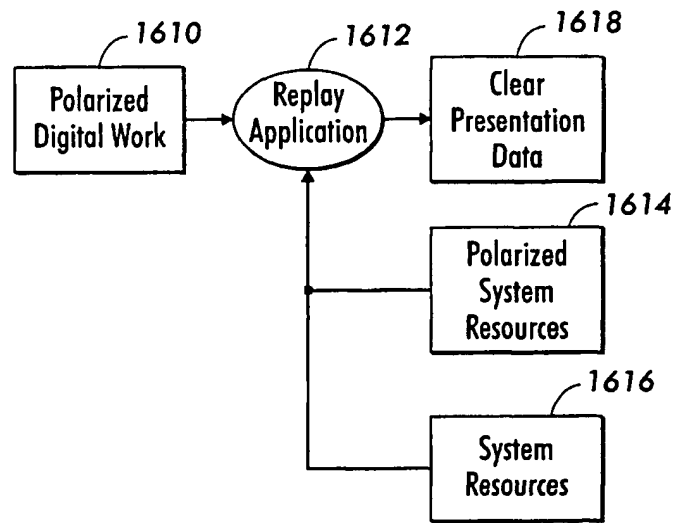 1610
Polarized
Digital Work
1612
Replay
Application
1618
Clear
Presentation
Data
1614
Polarized
System
Resources
1616
System
Resources